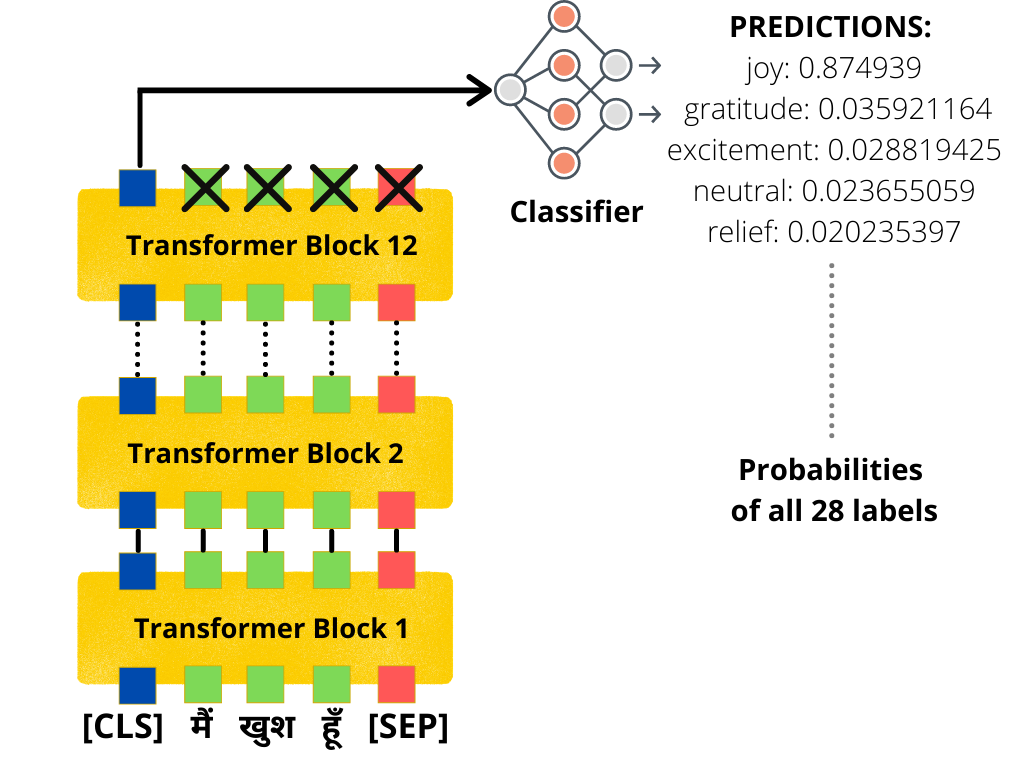 PREDICTIONS:
joy: 0.874939
gratitude: 0.035921164
excitement: 0.028819425
neutral: 0.023655059
relief: 0.020235397
Classifier
Transformer Block 12
Transformer Block 2
Probabilities
of all 28 labels
Transformer Block 1
[CLS] मैं खुश हूँ [SEP]